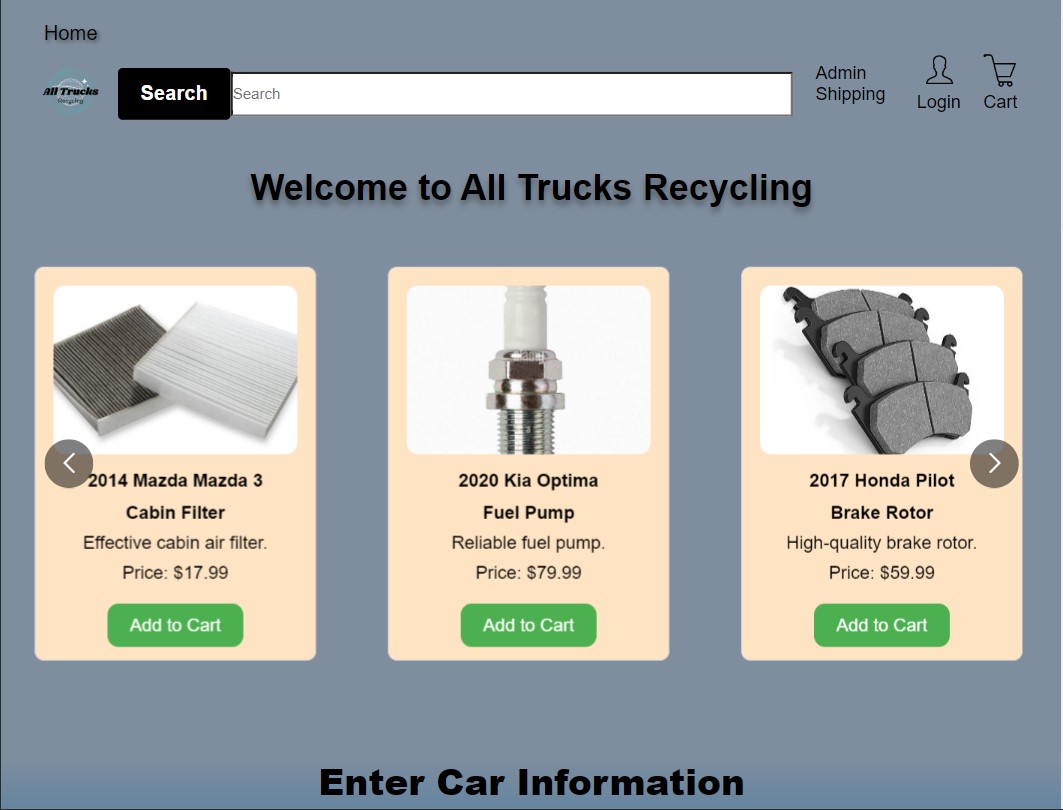 Home
All Trucks
Recycling
Search
Search
Admin
Shipping
Login
Cart
Welcome to All Trucks Recycling
2014 Mazda Mazda 3
Cabin Filter
Effective cabin air filter.
Price: $17.99
Add to Cart
2020 Kia Optima
Fuel Pump
Reliable fuel pump.
Price: $79.99
Add to Cart
2017 Honda Pilot
Brake Rotor
High-quality brake rotor.
Price: $59.99
Add to Cart
Enter Car Information